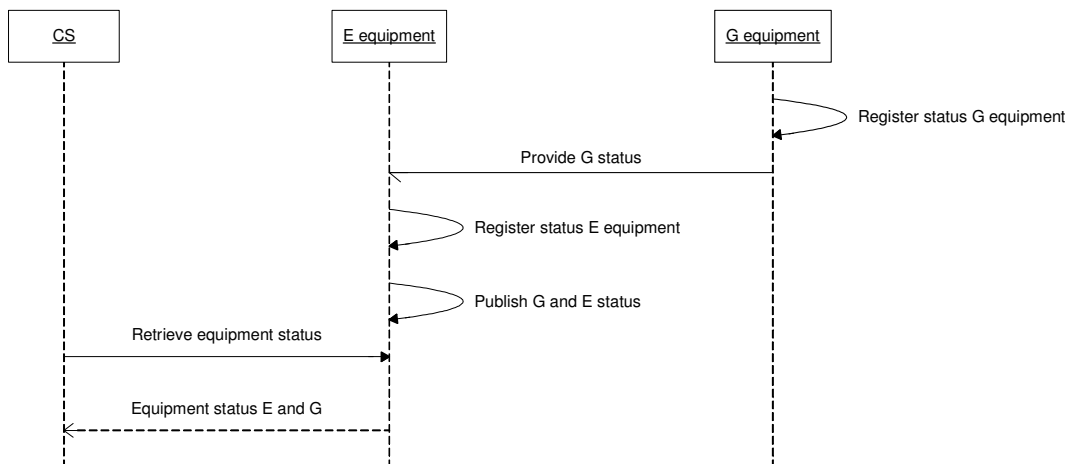 CS
E equipment
G equipment
Register status G equipment
Provide G status
Register status E equipment
Publish G and E status
Retrieve equipment status
Equipment status E and G